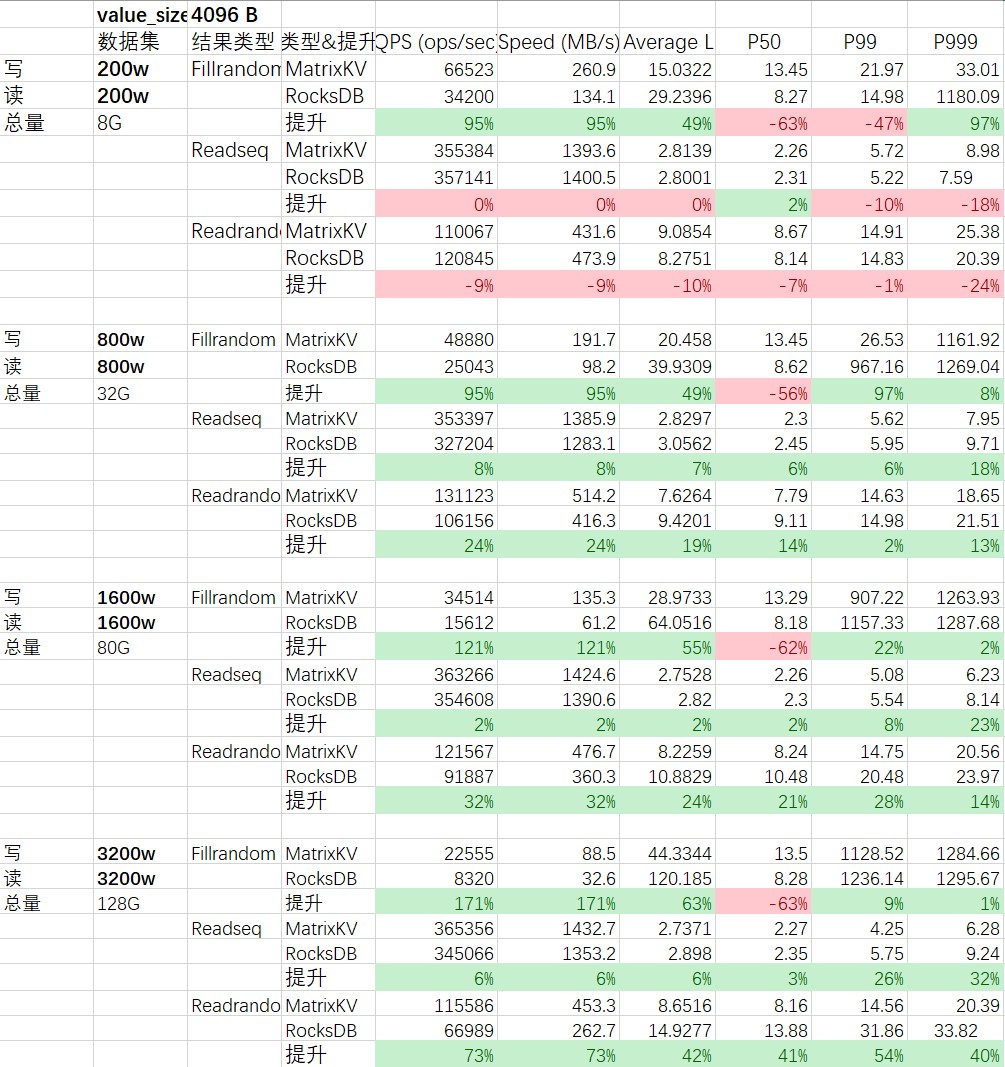 value_size 4096 B
数据集 结果类型 类型&提升 QPS (ops/sec Speed (MB/s) Average L P50 P99 P999
写 200w Fillrandom MatrixKV 66523 260.9 15.0322 13.45 21.97 33.01
读 200w RocksDB 34200 134.1 29.2396 8.27 14.98 1180.09
总量 8G 提升 95% 95% 49% -63% -47% 97%
Readseq MatrixKV 355384 1393.6 2.8139 2.26 5.72 8.98
RocksDB 357141 1400.5 2.8001 2.31 5.22 7.59
提升 0% 0% 0% 2% -10% -18%
Readrand MatrixKV 110067 431.6 9.0854 8.67 14.91 25.38
RocksDB 120845 473.9 8.2751 8.14 14.83 20.39
提升 -9% -9% -10% -7% -1% -24%
写 800w Fillrandom MatrixKV 48880 191.7 20.458 13.45 26.53 1161.92
读 800w RocksDB 25043 98.2 39.9309 8.62 967.16 1269.04
总量 32G 提升 95% 95% 49% -56% 97% 8%
Readseq MatrixKV 353397 1385.9 2.8297 2.3 5.62 7.95
RocksDB 327204 1283.1 3.0562 2.45 5.95 9.71
提升 8% 8% 7% 6% 6% 18%
Readrando MatrixKV 131123 514.2 7.6264 7.79 14.63 18.65
RocksDB 106156 416.3 9.4201 9.11 14.98 21.51
提升 24% 24% 19% 14% 2% 13%
写 1600w Fillrandom MatrixKV 34514 135.3 28.9733 13.29 907.22 1263.93
读 1600w RocksDB 15612 61.2 64.0516 8.18 1157.33 1287.68
总量 80G 提升 121% 121% 55% -62% 22% 2%
Readseq MatrixKV 363266 1424.6 2.7528 2.26 5.08 6.23
RocksDB 354608 1390.6 2.82 2.3 5.54 8.14
提升 2% 2% 2% 2% 8% 23%
Readrando MatrixKV 121567 476.7 8.2259 8.24 14.75 20.56
RocksDB 91887 360.3 10.8829 10.48 20.48 23.97
提升 32% 32% 24% 21% 28% 14%
写 3200w Fillrandom MatrixKV 22555 88.5 44.3344 13.5 1128.52 1284.66
读 3200w RocksDB 8320 32.6 120.185 8.28 1236.14 1295.67
总量 128G 提升 171% 171% 63% -63% 9% 1%
Readseq MatrixKV 365356 1432.7 2.7371 2.27 4.25 6.28
RocksDB 345066 1353.2 2.898 2.35 5.75 9.24
提升 6% 6% 6% 3% 26% 32%
Readrando MatrixKV 115586 453.3 8.6516 8.16 14.56 20.39
RocksDB 66989 262.7 14.9277 13.88 31.86 33.82
提升 73% 73% 42% 41% 54% 40%